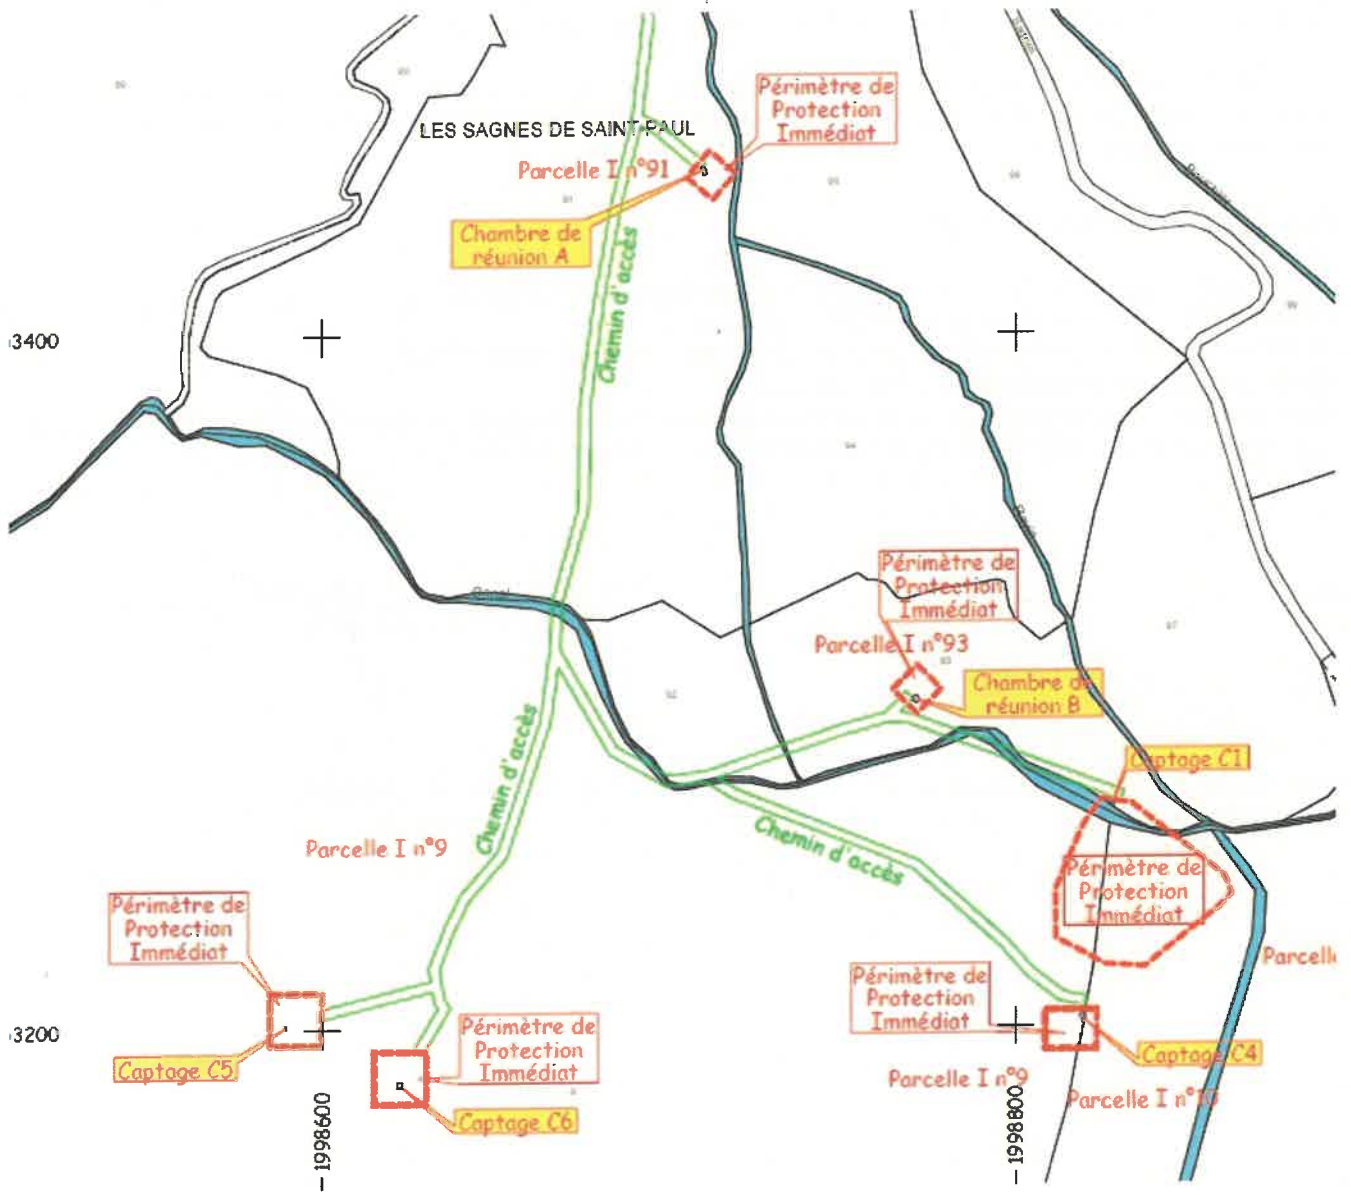 Périmètre de
Protection
Immédiat
LES SAGNES DE SAINT-PAUL
Parcelle I n°91
Chambre de
réunion A
Chemin d'accès
3400
Périmètre de
Protection
Immédiat
Parcelle I n°93
Chambre de
réunion B
Captage C1
Chemin d'accès
Chemin d'accès
Parcelle I n°9
Périmètre de
Protection
Immédiat
Périmètre de
Protection
Immédiat
Parcelle
Périmètre de
Protection
Immédiat
Périmètre de
Protection
Immédiat
3200
Captage C5
Captage C4
Parcelle I n°9
Parcelle I n°10
Captage C6
1998600
1998800